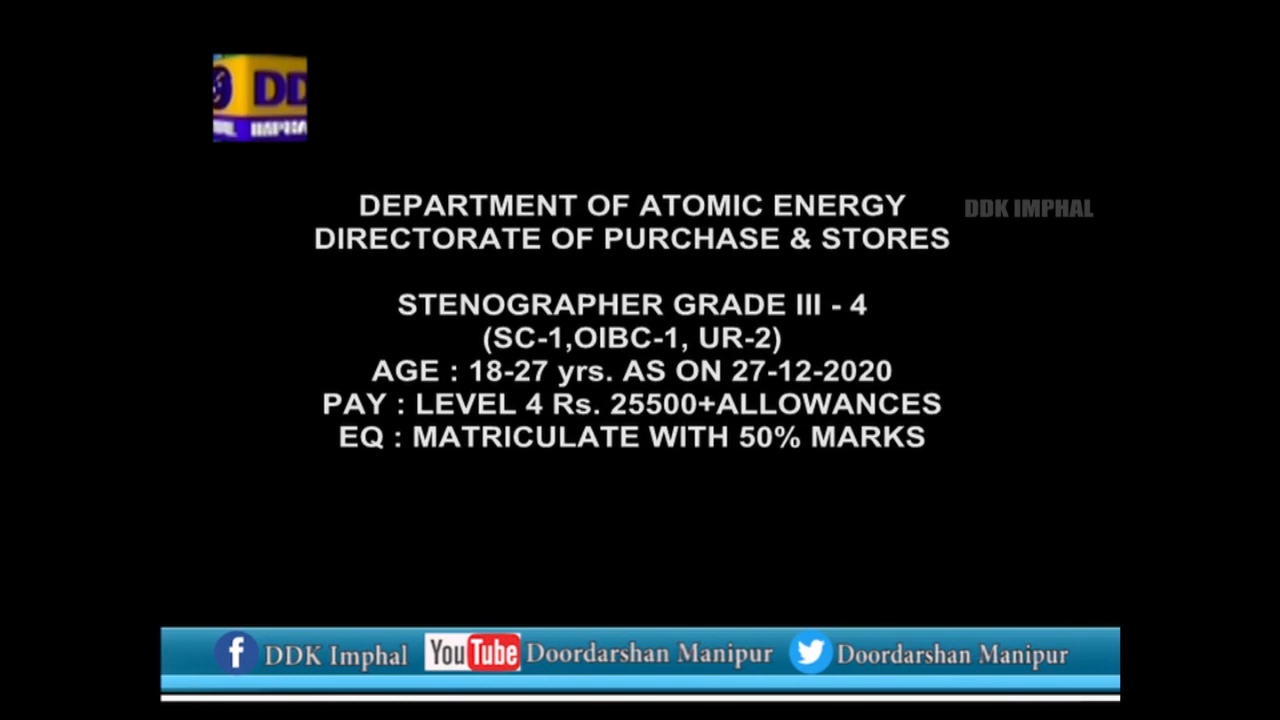 DD
IMPHA
DEPARTMENT OF ATOMIC ENERGY
DDK IMPHAL
DIRECTORATE OF PURCHASE & STORES
STENOGRAPHER GRADE III - 4
(SC-1,OIBC-1, UR-2)
AGE : 18-27 yrs. AS ON 27-12-2020
PAY : LEVEL 4 Rs. 25500+ALLOWANCES
EQ : MATRICULATE WITH 50% MARKS
f DDK Imphal YouTube Doordarshan Manipur Doordarshan Manipur